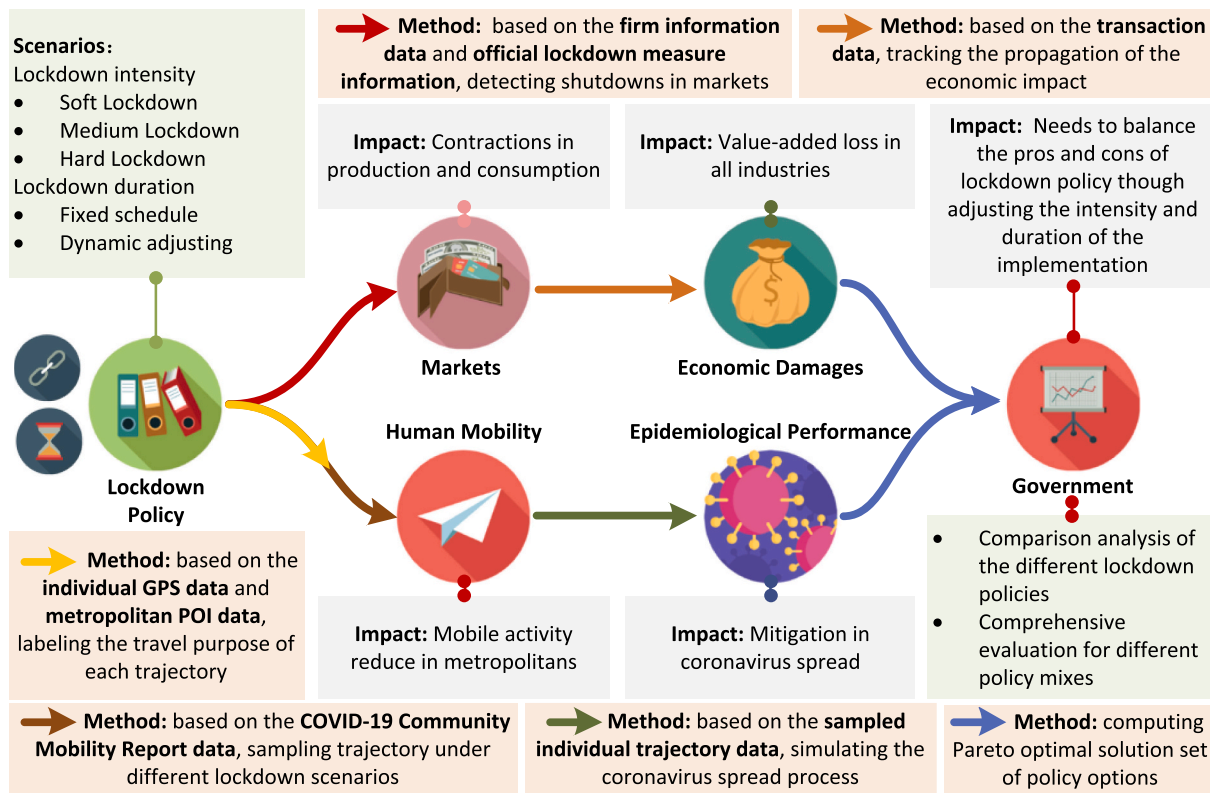 Scenarios:
Lockdown intensity
• Soft Lockdown
• Medium Lockdown
• Hard Lockdown
Lockdown duration
• Fixed schedule
• Dynamic adjusting
Method: based on the firm information
data and official lockdown measure
information, detecting shutdowns in markets
Method: based on the transaction
data, tracking the propagation of the
economic impact
Impact: Contractions in
production and consumption
Impact: Value-added loss in
all industries
Impact: Needs to balance
the pros and cons of
lockdown policy though
adjusting the intensity and
duration of the
implementation
Markets
Economic Damages
Human Mobility
Epidemiological Performance
Lockdown
Policy
Government
Method: based on the
individual GPS data and
metropolitan POI data,
labeling the travel purpose of
each trajectory
Impact: Mobile activity
reduce in metropolitans
Impact: Mitigation in
coronavirus spread
• Comparison analysis of
the different lockdown
policies
• Comprehensive
evaluation for different
policy mixes
Method: based on the COVID-19 Community
Mobility Report data, sampling trajectory under
different lockdown scenarios
Method: based on the sampled
individual trajectory data, simulating the
coronavirus spread process
Method: computing
Pareto optimal solution set
of policy options